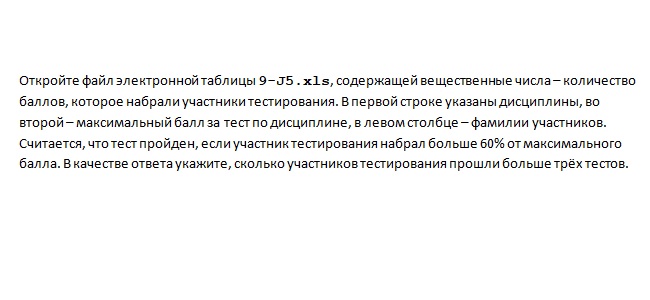 Откройте файл электронной таблицы 9-J5.xls, содержащей вещественные числа – количество
баллов, которое набрали участники тестирования. В первой строке указаны дисциплины, во
второй – максимальный балл за тест по дисциплине, в левом столбце – фамилии участников.
Считается, что тест пройден, если участник тестирования набрал больше 60% от максимального
балла. В качестве ответа укажите, сколько участников тестирования прошли больше трёх тестов.